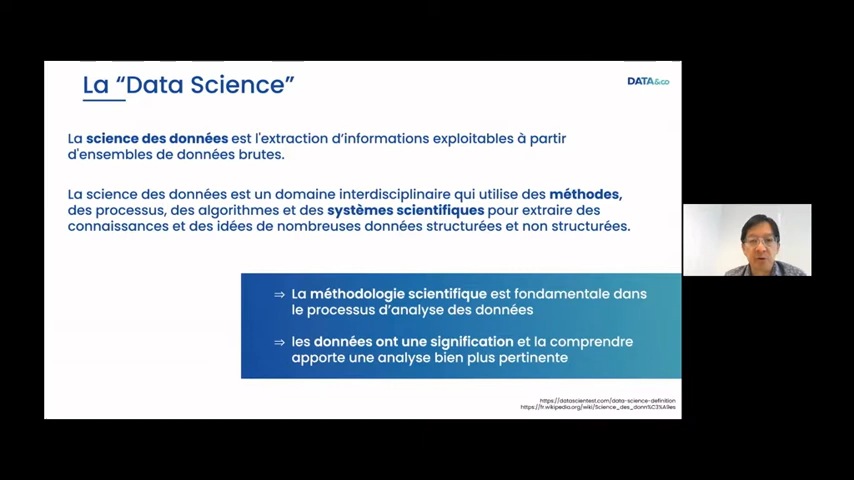 La “Data Science”
DATA&co
La science des données est l'extraction d’informations exploitables à partir
d'ensembles de données brutes.
La science des données est un domaine interdisciplinaire qui utilise des méthodes,
des processus, des algorithmes et des systèmes scientifiques pour extraire des
connaissances et des idées de nombreuses données structurées et non structurées.
⇒ La méthodologie scientifique est fondamentale dans
le processus d’analyse des données
⇒ les données ont une signification et la comprendre
apporte une analyse bien plus pertinente
https://datascientest.com/data-science-definition
https://fr.wikipedia.org/wiki/Science_des_donn%C3%A9es